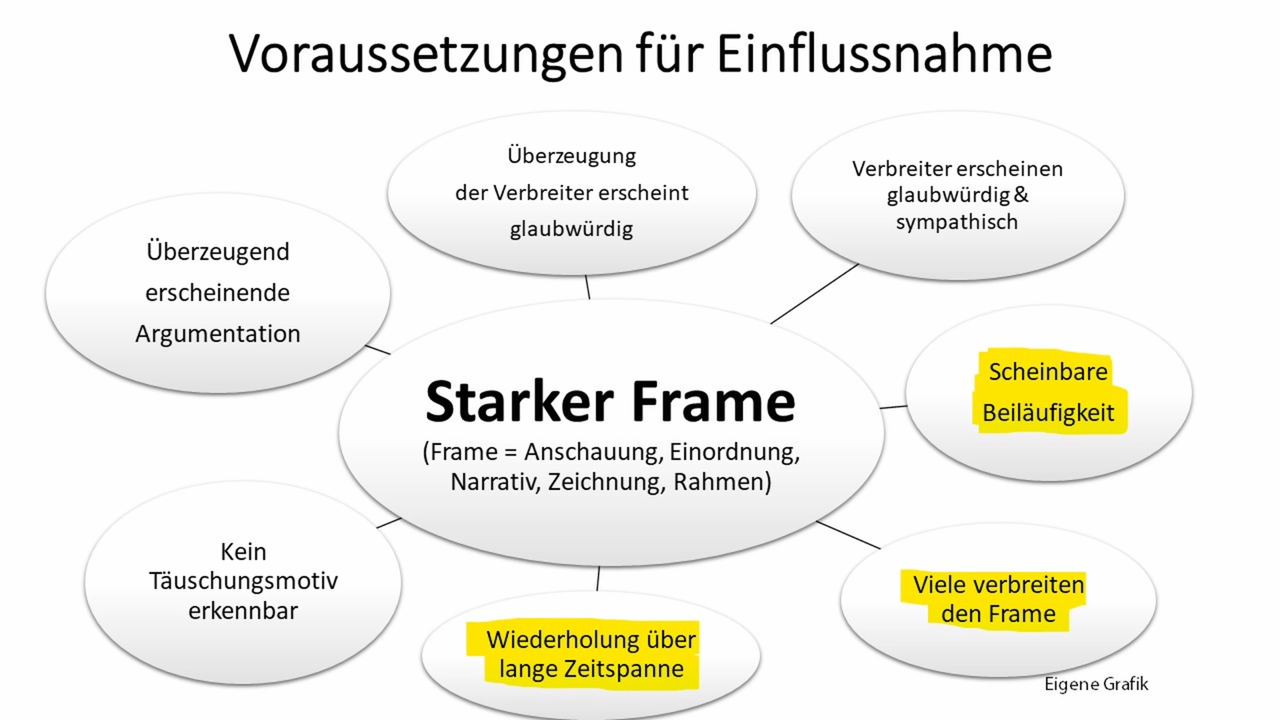 Voraussetzungen für Einflussnahme
Überzeugung
der Verbreiter erscheint
glaubwürdig
Verbreiter erscheinen
glaubwürdig &
sympathisch
Überzeugend
erscheinende
Argumentation
Starker Frame
(Frame = Anschauung, Einordnung,
Narrativ, Zeichnung, Rahmen)
Scheinbare
Beiläufigkeit
Kein
Täuschungsmotiv
erkennbar
Wiederholung über
lange Zeitspanne
Viele verbreiten
den Frame
Eigene Grafik